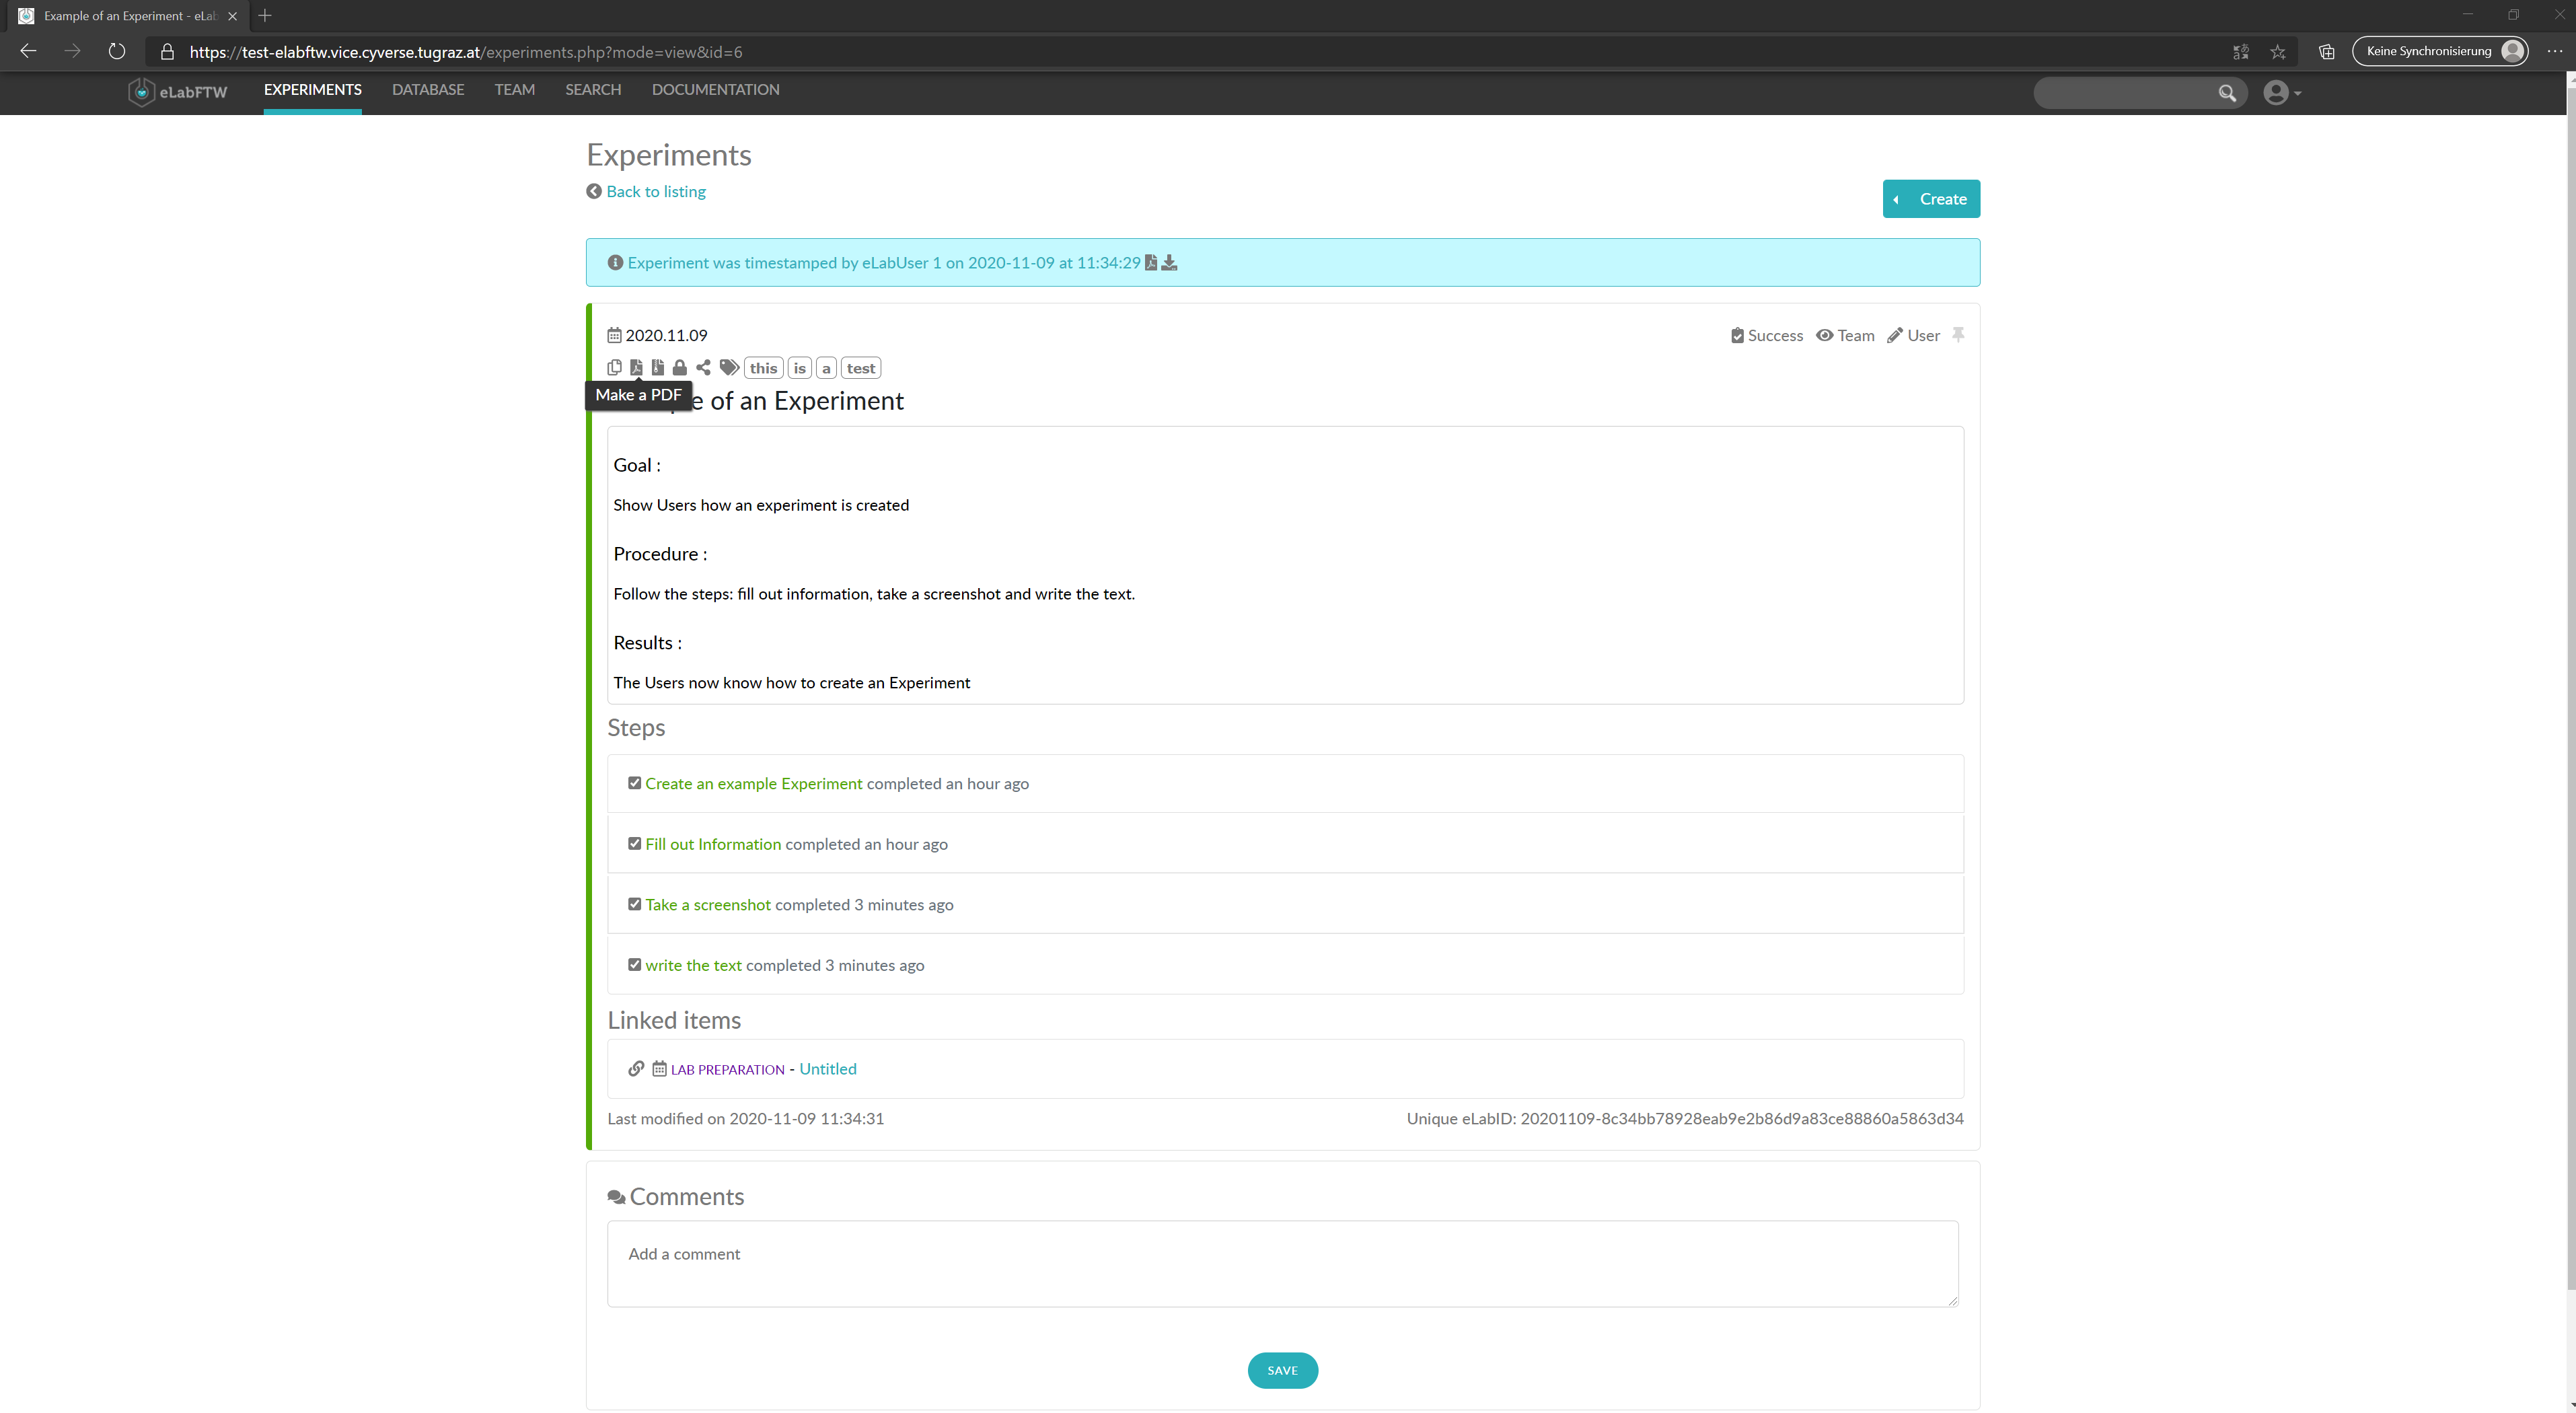 Example of an Experiment - eLab
https://test-elabftw.vice.cyverse.tugraz.at/experiments.php?mode=view&id=6
Keine Synchronisierung
eLabFTW EXPERIMENTS DATABASE TEAM SEARCH DOCUMENTATION
Experiments
Back to listing
Create
Experiment was timestamped by eLabUser 1 on 2020-11-09 at 11:34:29
2020.11.09 Success Team User
this is a test
Make a PDF
of an Experiment
Goal :
Show Users how an experiment is created
Procedure :
Follow the steps: fill out information, take a screenshot and write the text.
Results :
The Users now know how to create an Experiment
Steps
Create an example Experiment completed an hour ago
Fill out Information completed an hour ago
Take a screenshot completed 3 minutes ago
write the text completed 3 minutes ago
Linked items
LAB PREPARATION - Untitled
Last modified on 2020-11-09 11:34:31 Unique eLabID: 20201109-8c34bb78928eab9e2b86d9a83ce88860a5863d34
Comments
Add a comment
SAVE